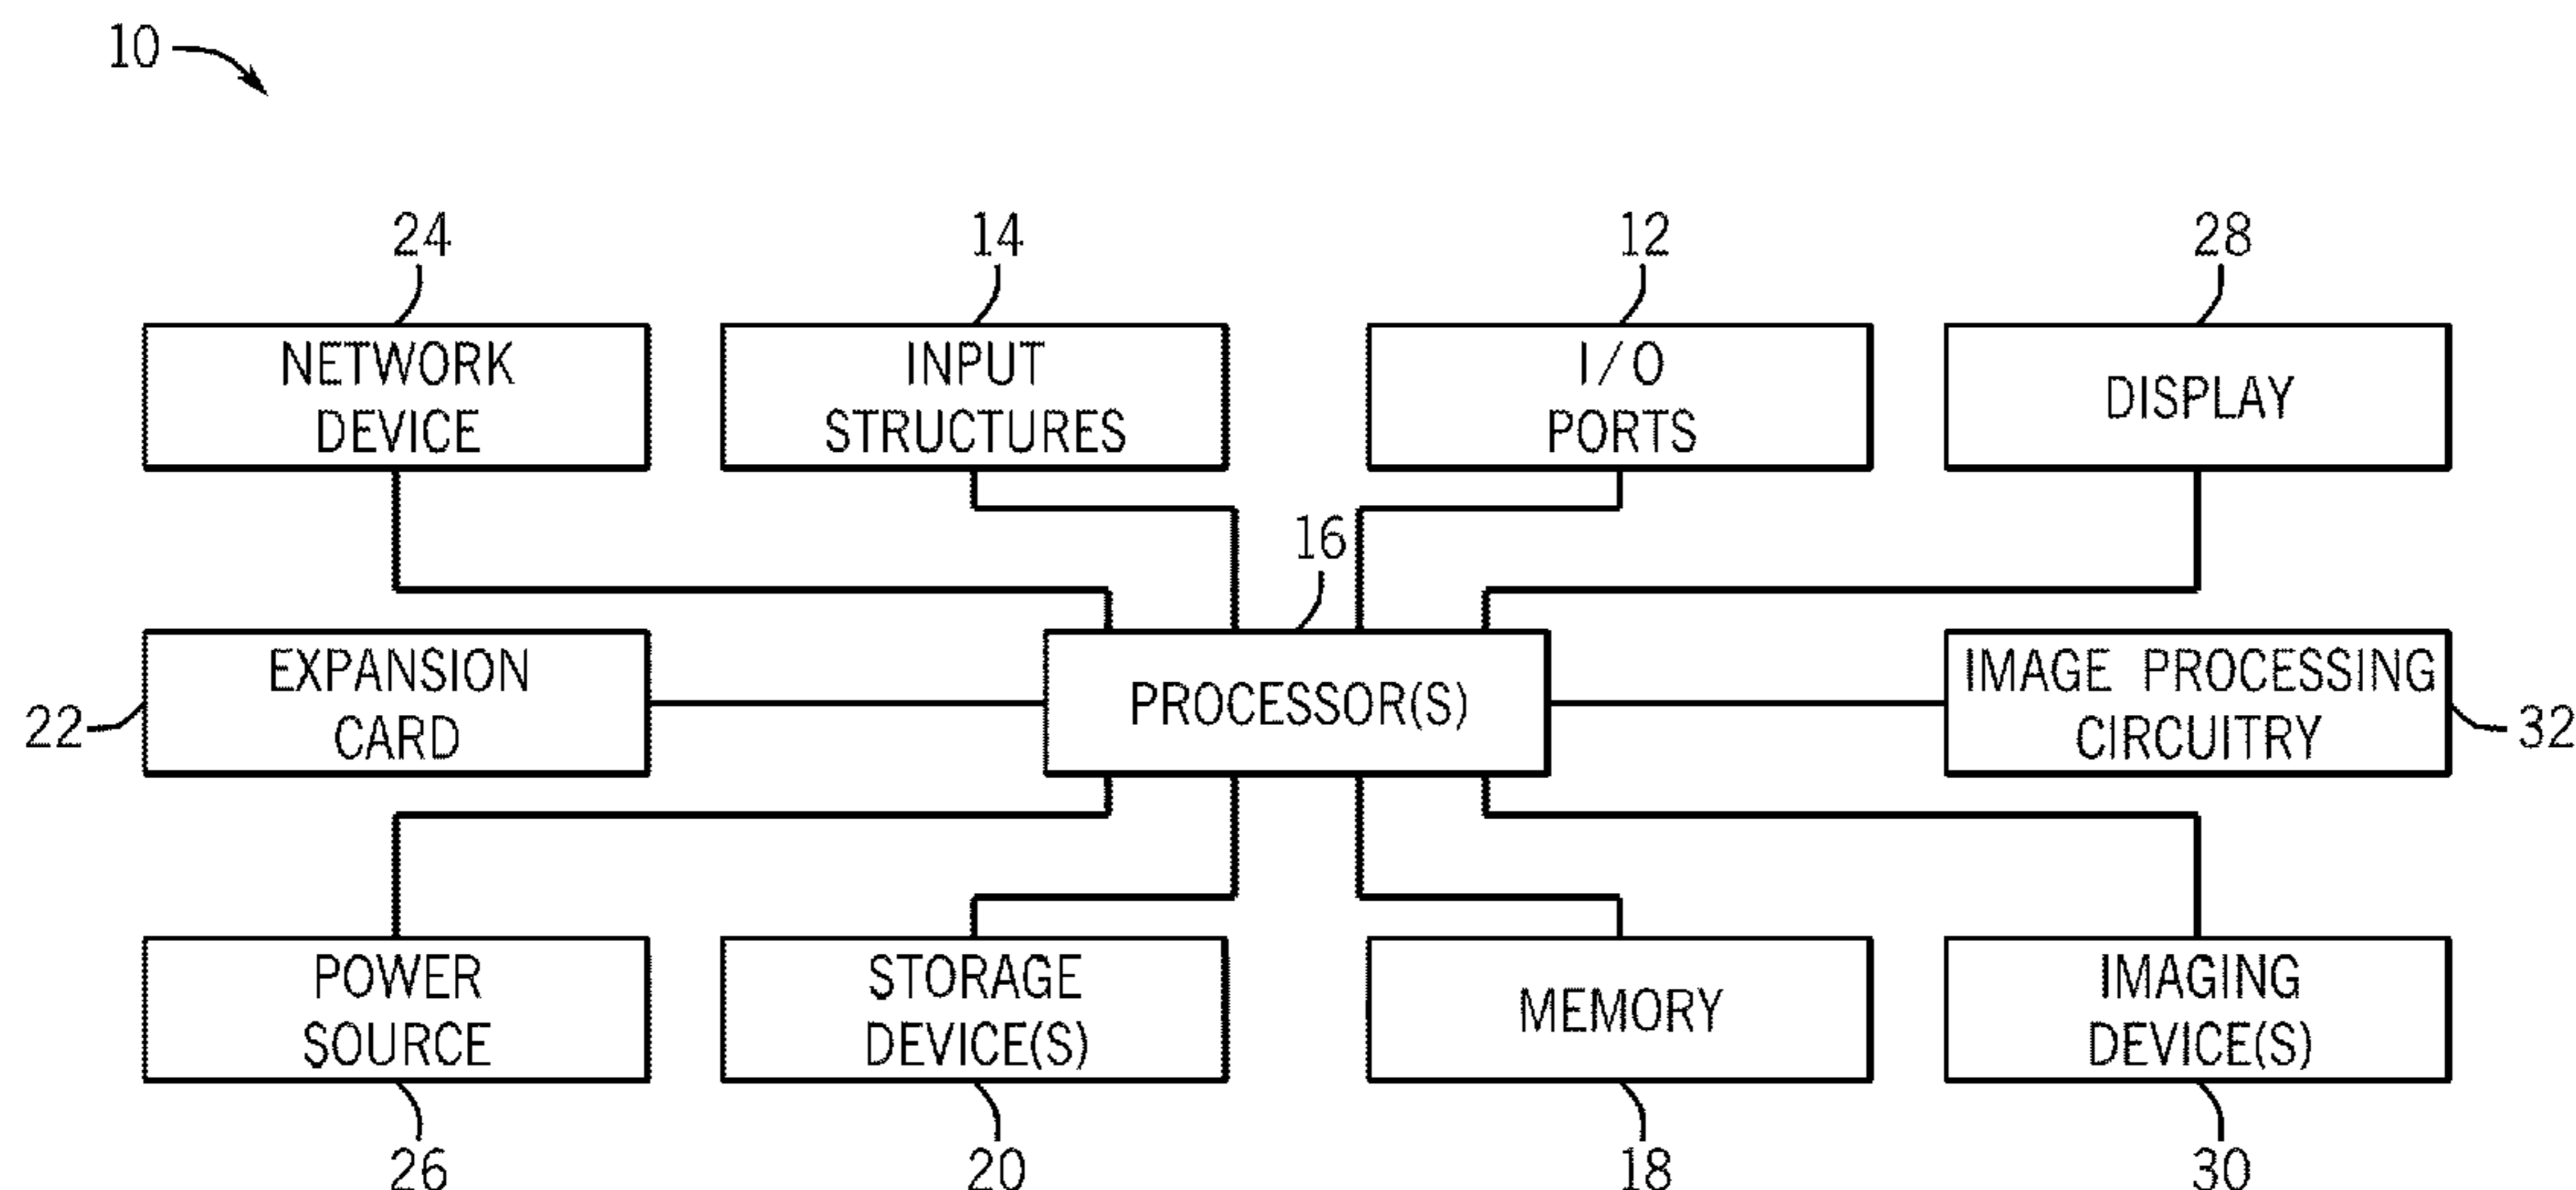 10
24
14
12
28
NETWORK
DEVICE
INPUT
STRUCTURES
I/O
PORTS
DISPLAY
16
22
EXPANSION
CARD
PROCESSOR(S)
IMAGE PROCESSING
CIRCUITRY
32
POWER
SOURCE
STORAGE
DEVICE(S)
MEMORY
IMAGING
DEVICE(S)
26
20
18
30